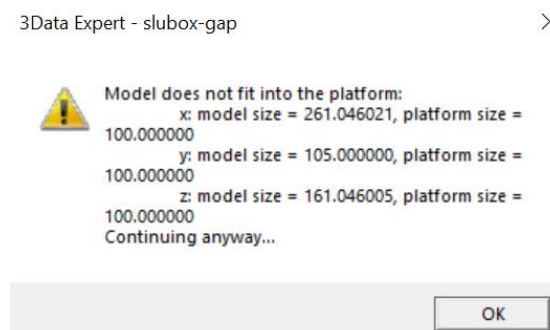 3Data Expert - slubox-gap
Model does not fit into the platform:
x: model size = 261.046021, platform size =
100.000000
y: model size = 105.000000, platform size =
100.000000
z: model size = 161.046005, platform size =
100.000000
Continuing anyway...
OK